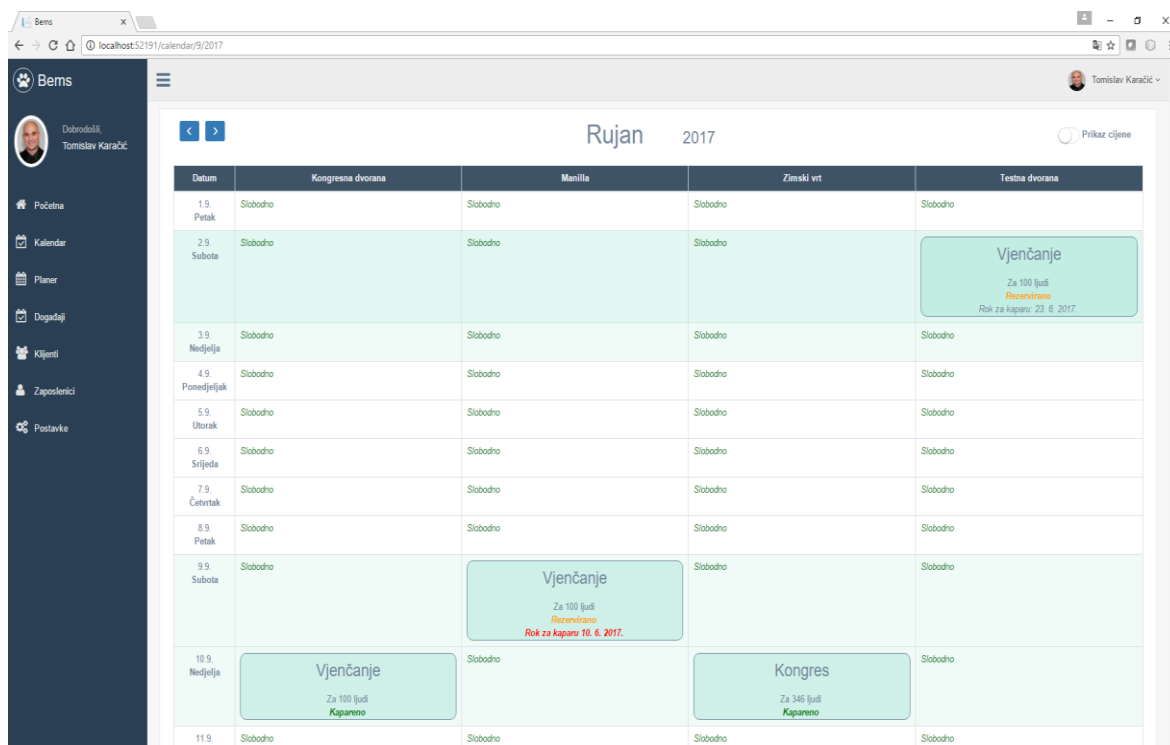 Bems
localhost:52191/calendar/9/2017
Bems
Tomislav Karačić
Dobrodošli,
Tomislav Karačić
Početna
Kalendar
Planer
Događaji
Klijenti
Zaposlenici
Postavke
Rujan 2017
Prikaz cijene
Datum Kongresna dvorana Manilla Zimski vrt Testna dvorana
1.9. Slobodno Slobodno Slobodno Slobodno
Petak
2.9. Slobodno Slobodno Slobodno
Subota
Vjenčanje
Za 100 ljudi
Rezervirano
Rok za kaparu: 23. 6. 2017.
3.9. Slobodno Slobodno Slobodno Slobodno
Nedjelja
4.9. Slobodno Slobodno Slobodno Slobodno
Ponedjeljak
5.9. Slobodno Slobodno Slobodno Slobodno
Utorak
6.9. Slobodno Slobodno Slobodno Slobodno
Srijeda
7.9. Slobodno Slobodno Slobodno Slobodno
Četvrtak
8.9. Slobodno Slobodno Slobodno Slobodno
Petak
9.9. Slobodno Slobodno Slobodno
Subota
Vjenčanje
Za 100 ljudi
Rezervirano
Rok za kaparu 10. 6. 2017.
10.9. Slobodno Slobodno
Nedjelja
Vjenčanje
Za 100 ljudi
Kapareno
Kongres
Za 346 ljudi
Kapareno
11.9. Slobodno Slobodno Slobodno Slobodno